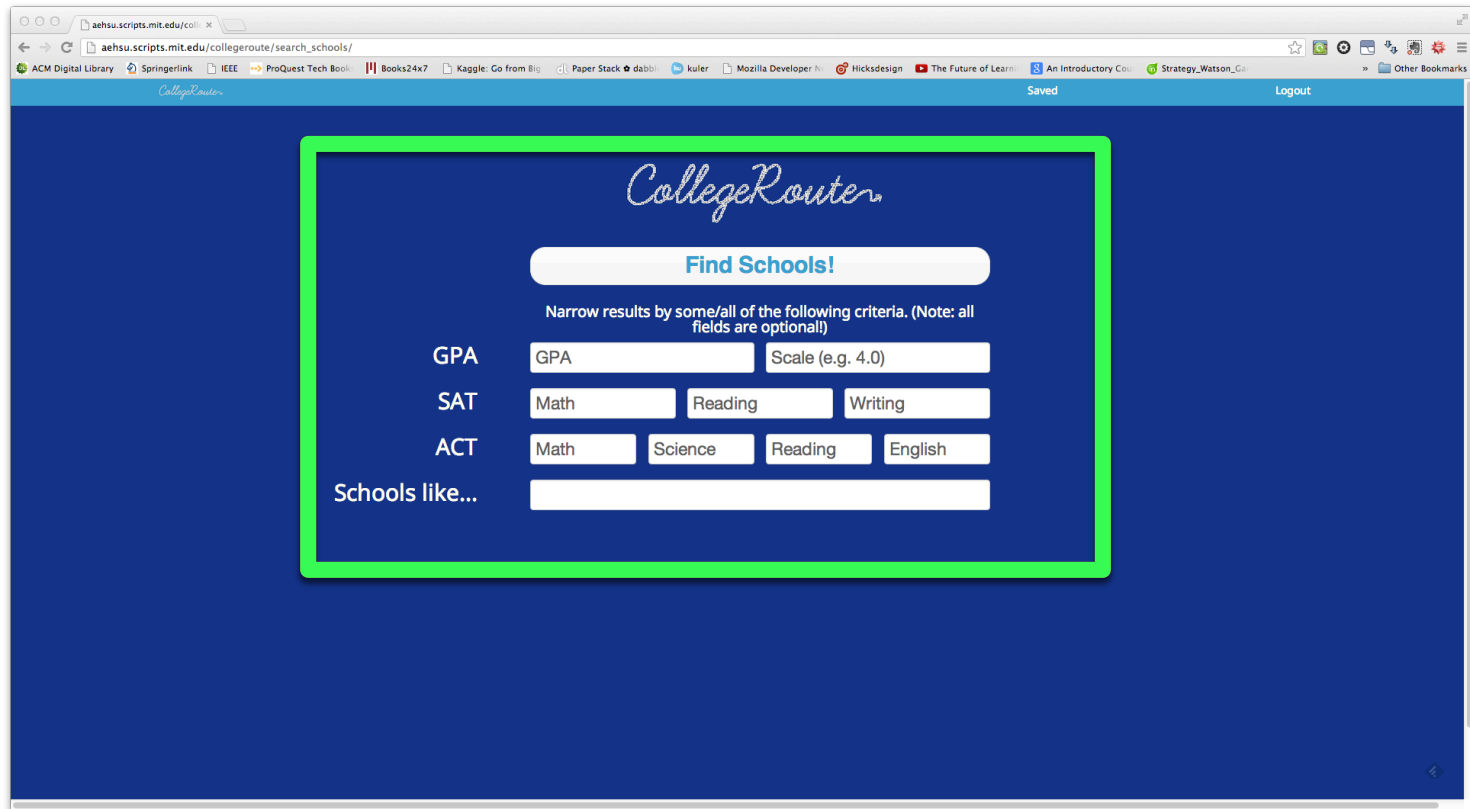 aehsu.scripts.mit.edu/coll
aehsu.scripts.mit.edu/collegeroute/search_schools/
ACM Digital Library Springerlink IEEE ProQuest Tech Book Books24x7 Kaggle: Go from Big Paper Stack ✿ dabbl kuler Mozilla Developer N Hicksdesign The Future of Learni An Introductory Cou Strategy_Watson_Ga » Other Bookmarks
CollegeRoute Saved Logout
CollegeRoute
Find Schools!
Narrow results by some/all of the following criteria. (Note: all
fields are optional!)
GPA GPA Scale (e.g. 4.0)
SAT Math Reading Writing
ACT Math Science Reading English
Schools like...